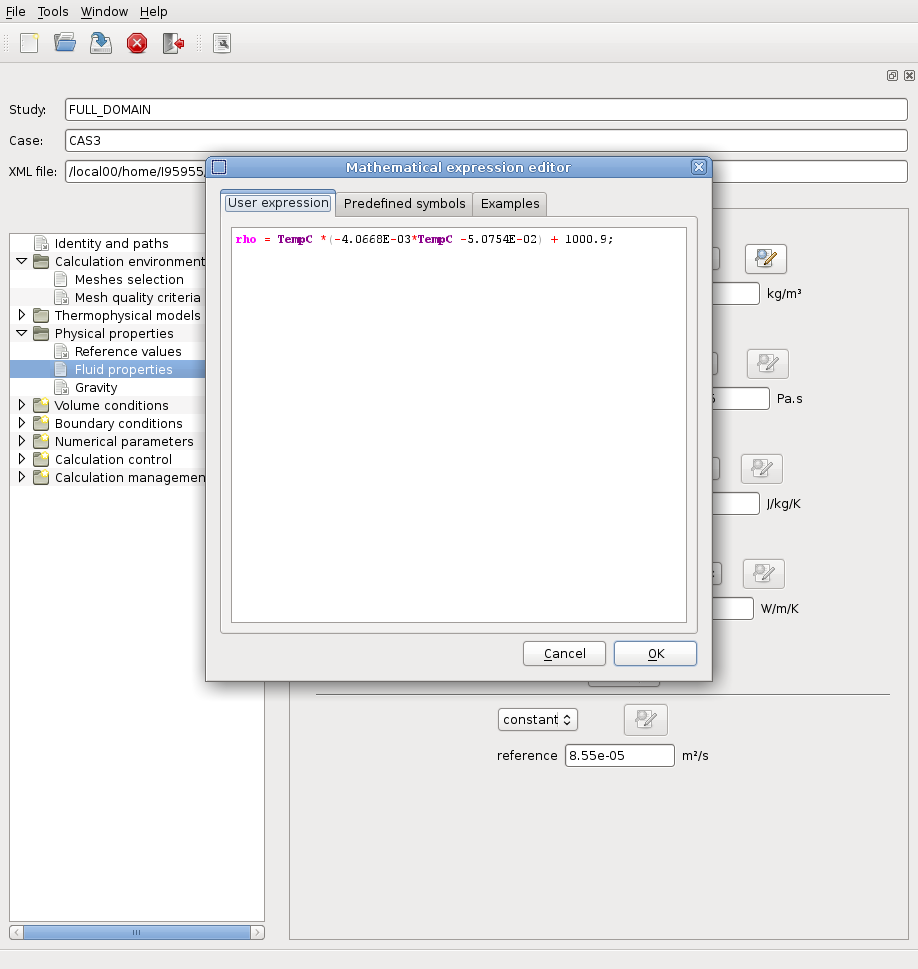 File Tools Window Help
Study: FULL_DOMAIN
Case: CAS3
XML file: /local00/home/I95955/
Mathematical expression editor
User expression Predefined symbols Examples
rho = TempC *(-4.0668E-03*TempC -5.0754E-02) + 1000.9;
Cancel OK
Identity and paths
Calculation environment
Meshes selection
Mesh quality criteria
Thermophysical models
Physical properties
Reference values
Fluid properties
Gravity
Volume conditions
Boundary conditions
Numerical parameters
Calculation control
Calculation managemen
kg/m³
Pa.s
J/kg/K
W/m/K
constant
reference 8.55e-05 m²/s